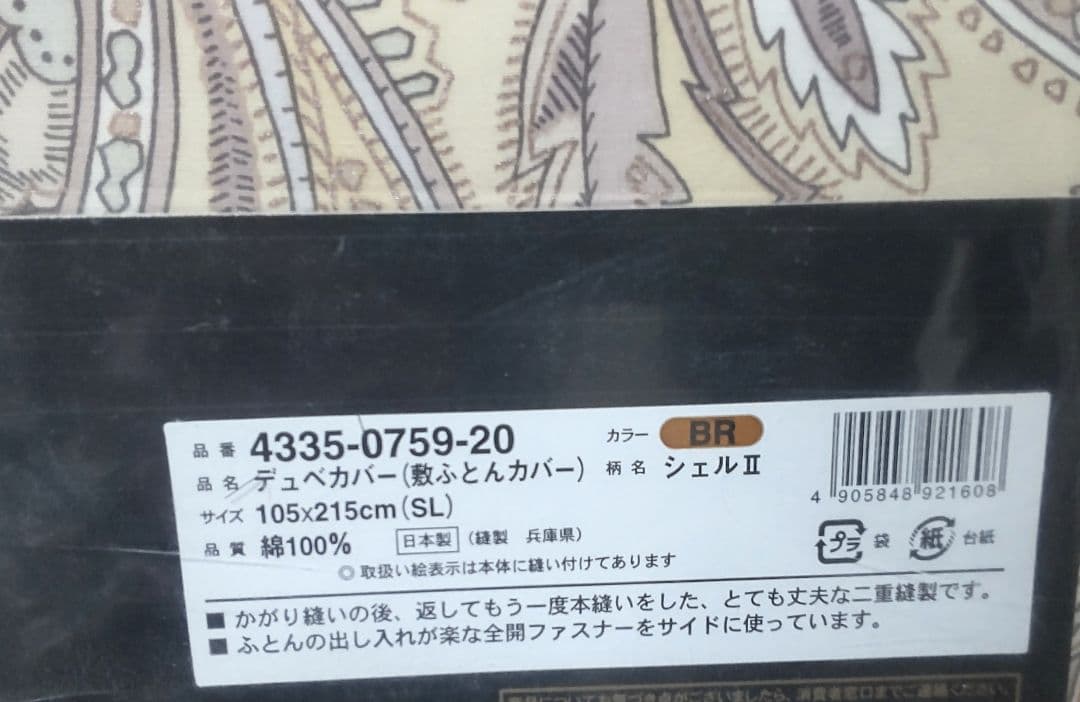 品番 4335-0759-20
カラー BR
品名 デュベカバー(敷ふとんカバー)
柄名 シェルⅡ
サイズ 105x215cm(SL)
品質 綿100% 日本製 (縫製 兵庫県)
◎取扱い絵表示は本体に縫い付けてあります
4 905848 921608
プラ 袋 紙 台紙
■ かがり縫いの後、返してもう一度本縫いをした、とても丈夫な二重縫製です。
■ ふとんの出し入れが楽な全開ファスナーをサイドに使っています。